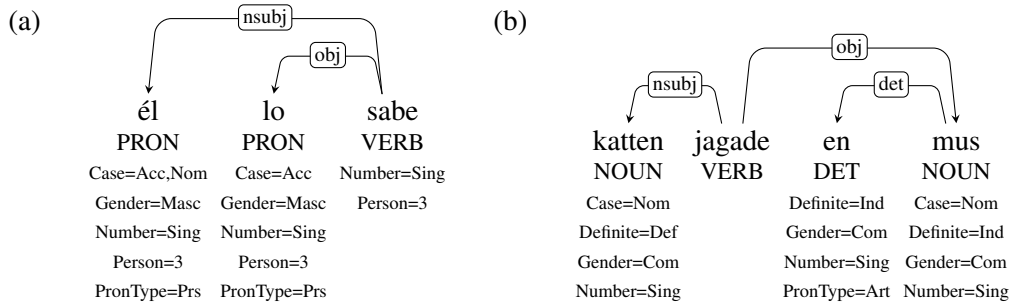 (a)
nsubj
obj
él lo sabe
PRON PRON VERB
Case=Acc,Nom Case=Acc Number=Sing
Gender=Masc Gender=Masc Person=3
Number=Sing Number=Sing
Person=3 Person=3
PronType=Prs PronType=Prs
(b)
obj
nsubj det
katten jagade en mus
NOUN VERB DET NOUN
Case=Nom Definite=Ind Case=Nom
Definite=Def Gender=Com Definite=Ind
Gender=Com Number=Sing Gender=Com
Number=Sing PronType=Art Number=Sing